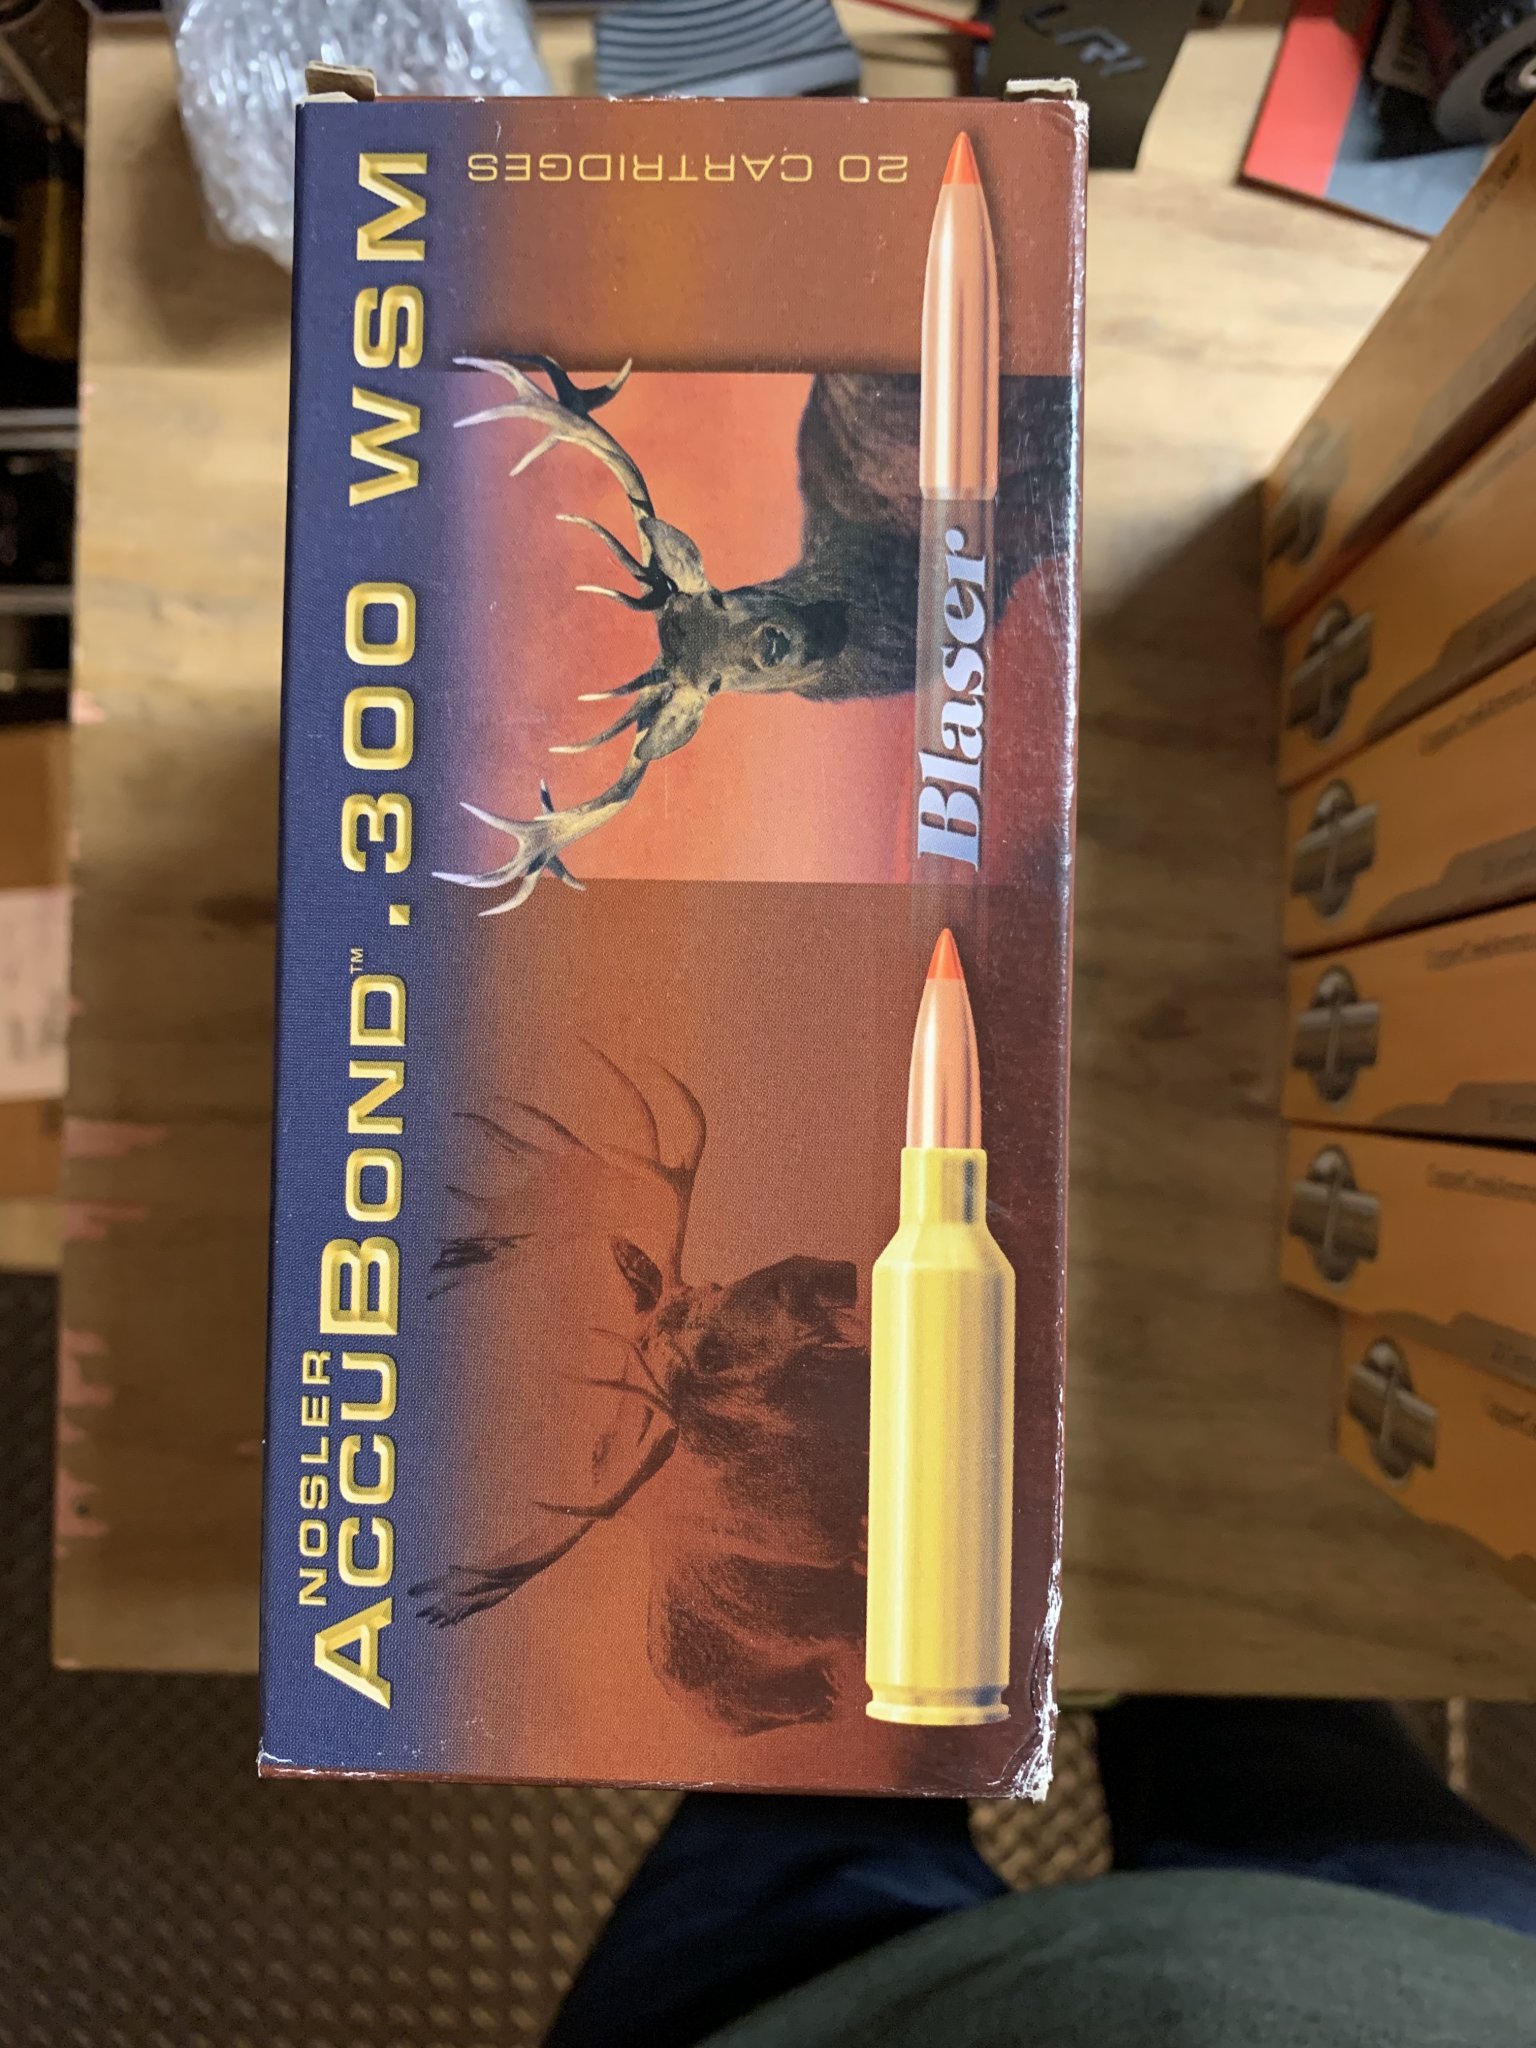 NOSLER
ACCUBOND™ .300 WSM
20 CARTRIDGES
Blaser